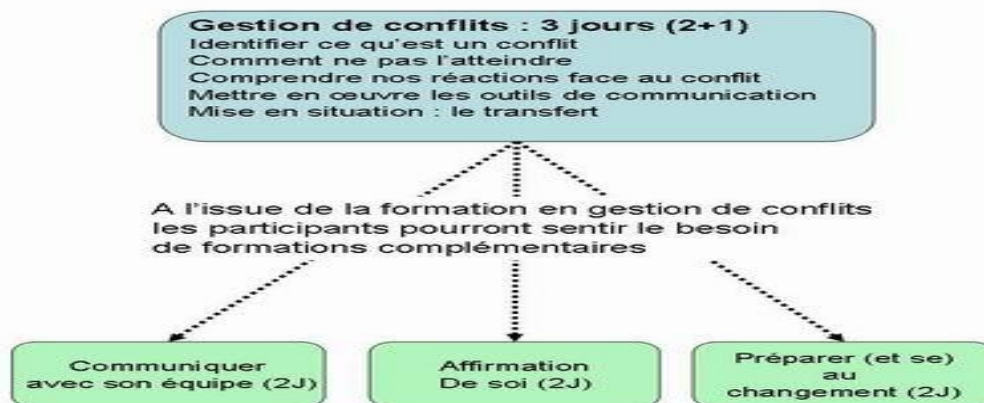 Gestion de conflits : 3 jours (2+1)
Identifier ce qu'est un conflit
Comment ne pas l'atteindre
Comprendre nos réactions face au conflit
Mettre en œuvre les outils de communication
Mise en situation : le transfert
A l'issue de la formation en gestion de conflits
les participants pourront sentir le besoin
de formations complémentaires
Communiquer
avec son équipe (2J)
Affirmation
De soi (2J)
Préparer (et se)
au
changement (2J)